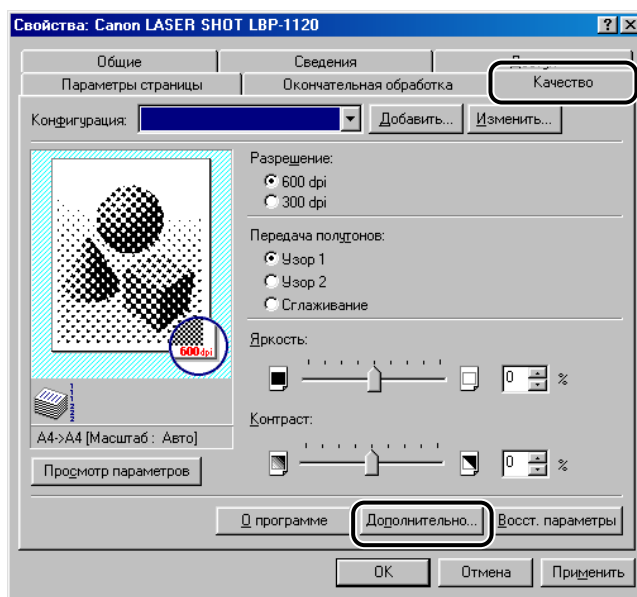 Свойства: Canon LASER SHOT LBP-1120
Общие
Сведения
Параметры страницы
Окончательная обработка
Качество
Конфигурация:
Добавить...
Изменить...
Разрешение:
600 dpi
300 dpi
Передача полутонов:
Узор 1
Узор 2
Сглаживание
600dpi
Яркость:
0 %
A4->A4 [Масштаб : Авто]
Контраст:
0 %
Просмотр параметров
О программе
Дополнительно...
Восст. параметры
OK
Отмена
Применить